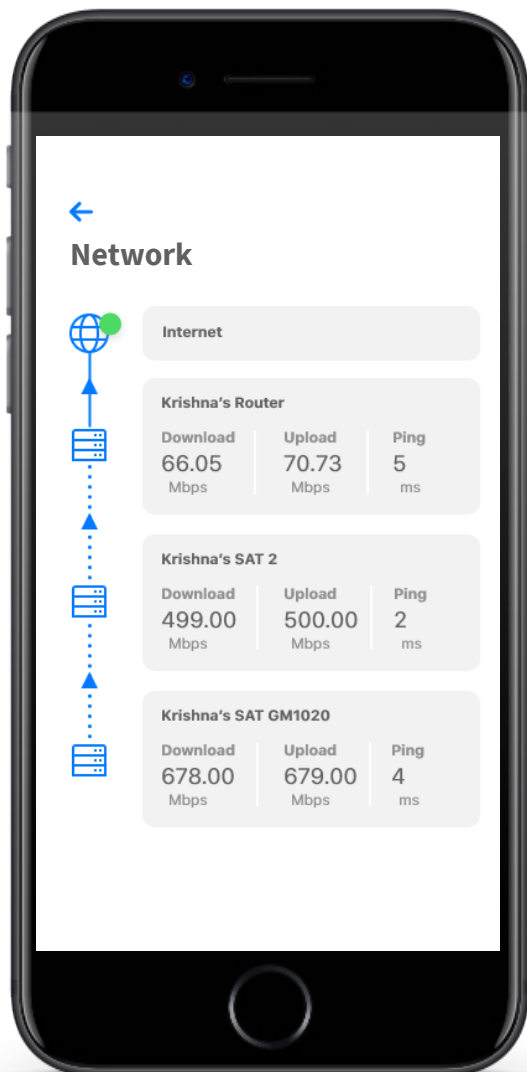 Network
Internet
Krishna's Router
Download Upload Ping
66.05 70.73 5
Mbps Mbps ms
Krishna's SAT 2
Download Upload Ping
499.00 500.00 2
Mbps Mbps ms
Krishna's SAT GM1020
Download Upload Ping
678.00 679.00 4
Mbps Mbps ms